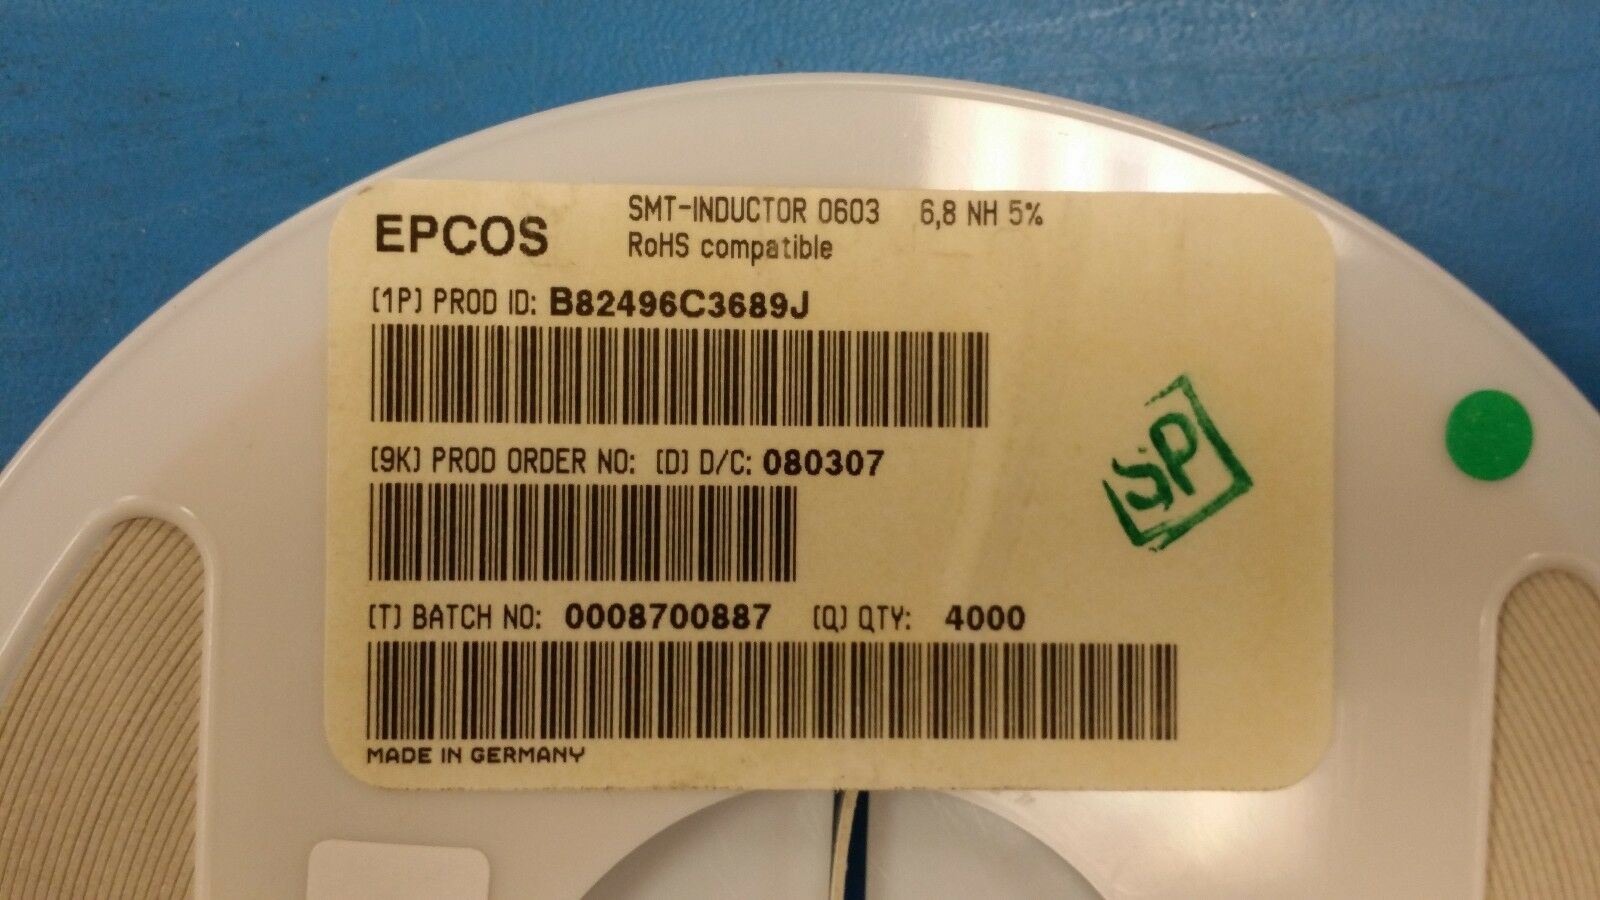 EPCOS
SMT-INDUCTOR 0603 6,8 NH 5%
RoHS compatible
(1P) PROD ID: B82496C3689J
(9K) PROD ORDER NO: (D) D/C: 080307
SP
(T) BATCH NO: 0008700887 (Q) QTY: 4000
MADE IN GERMANY